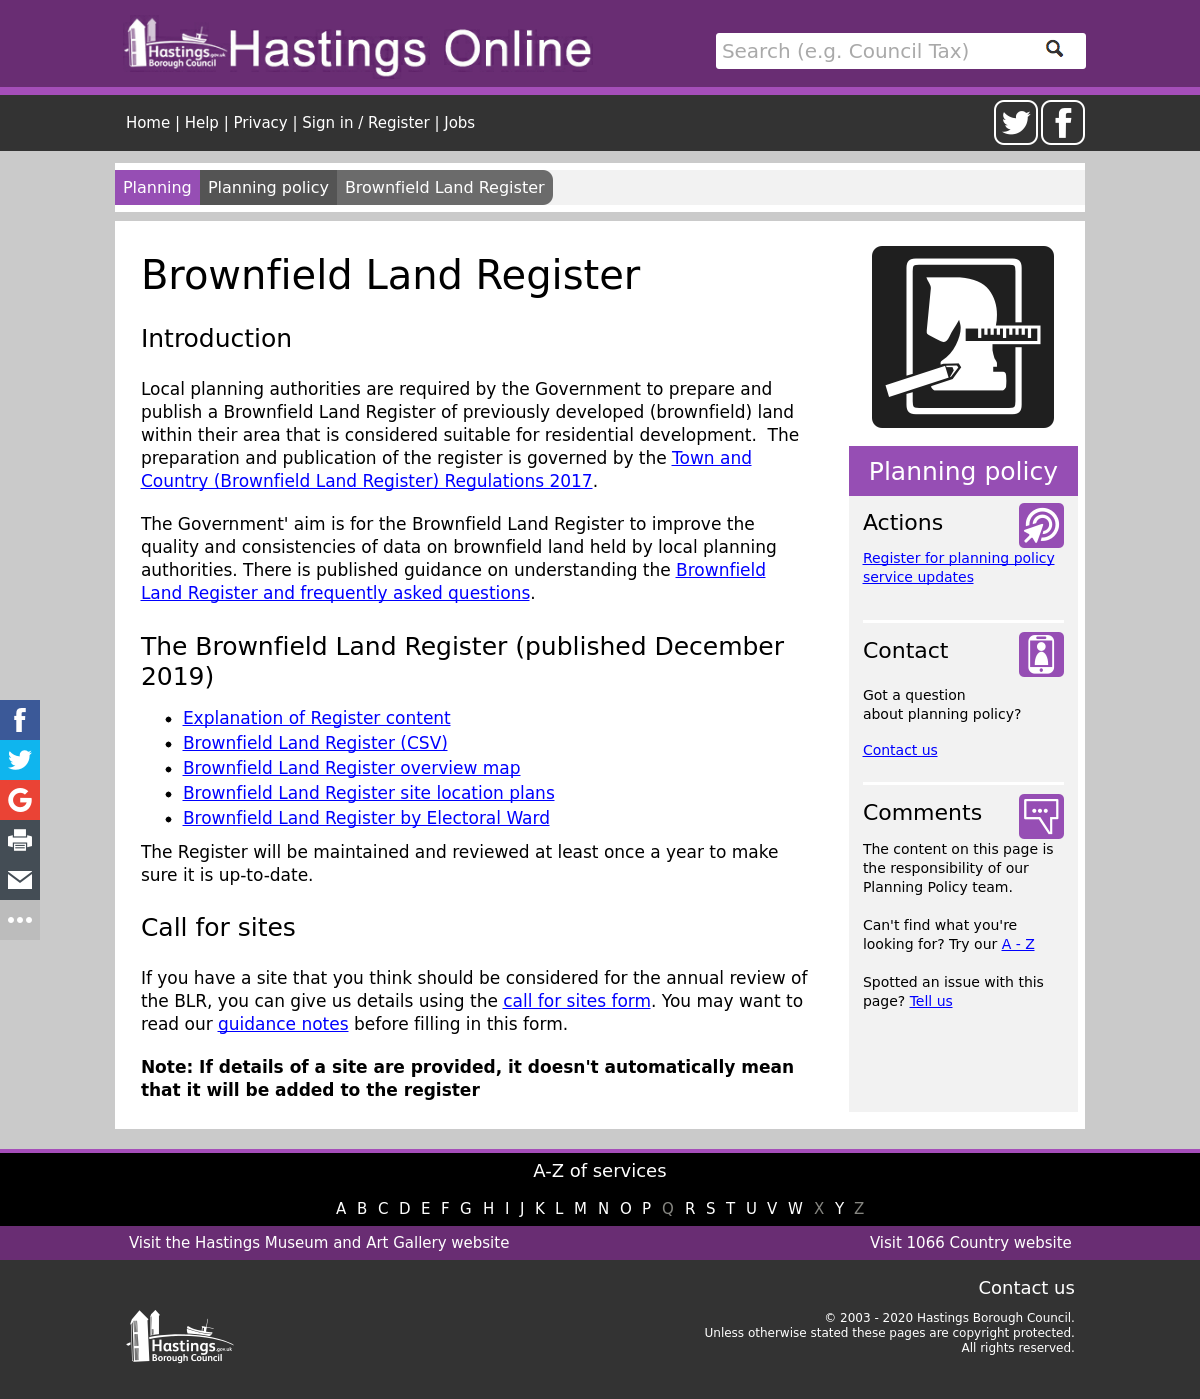 Hastings.gov.uk
Borough Council
Hastings Online
Search (e.g. Council Tax)
Home | Help | Privacy | Sign in / Register | Jobs
Planning
Planning policy
Brownfield Land Register
Brownfield Land Register
Introduction
Local planning authorities are required by the Government to prepare and
publish a Brownfield Land Register of previously developed (brownfield) land
within their area that is considered suitable for residential development.  The
preparation and publication of the register is governed by the Town and
Country (Brownfield Land Register) Regulations 2017.
The Government' aim is for the Brownfield Land Register to improve the
quality and consistencies of data on brownfield land held by local planning
authorities. There is published guidance on understanding the Brownfield
Land Register and frequently asked questions.
The Brownfield Land Register (published December
2019)
• Explanation of Register content
• Brownfield Land Register (CSV)
• Brownfield Land Register overview map
• Brownfield Land Register site location plans
• Brownfield Land Register by Electoral Ward
The Register will be maintained and reviewed at least once a year to make
sure it is up-to-date.
Call for sites
If you have a site that you think should be considered for the annual review of
the BLR, you can give us details using the call for sites form. You may want to
read our guidance notes before filling in this form.
Note: If details of a site are provided, it doesn't automatically mean
that it will be added to the register
Planning policy
Actions
Register for planning policy
service updates
Contact
Got a question
about planning policy?
Contact us
Comments
The content on this page is
the responsibility of our
Planning Policy team.
Can't find what you're
looking for? Try our A - Z
Spotted an issue with this
page? Tell us
A-Z of services
A B C D E F G H I J K L M N O P Q R S T U V W X Y Z
Visit the Hastings Museum and Art Gallery website
Visit 1066 Country website
Contact us
© 2003 - 2020 Hastings Borough Council.
Unless otherwise stated these pages are copyright protected.
All rights reserved.
Hastings.gov.uk
Borough Council